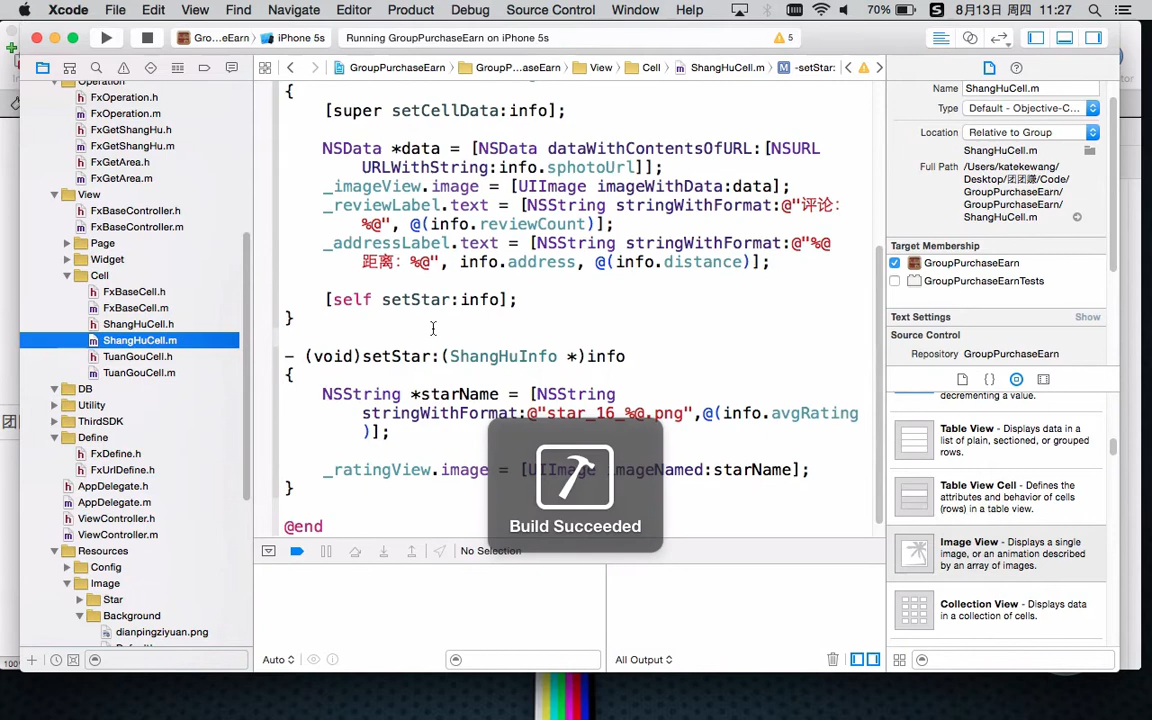 Xcode File Edit View Find Navigate Editor Product Debug Source Control Window Help 70% 8月13日 周四 11:27
Gro...eEarn iPhone 5s Running GroupPurchaseEarn on iPhone 5s 5
GroupPurchaseEarn GroupP...aseEarn View Cell ShangHuCell.m M -setStar:
Operation
FxOperation.h
FxOperation.m
FxGetShangHu.h
FxGetShangHu.m
FxGetArea.h
FxGetArea.m
View
FxBaseController.h
FxBaseController.m
Page
Widget
Cell
FxBaseCell.h
FxBaseCell.m
ShangHuCell.h
ShangHuCell.m
TuanGouCell.h
TuanGouCell.m
DB
Utility
ThirdSDK
Define
FxDefine.h
FxUrlDefine.h
AppDelegate.h
AppDelegate.m
ViewController.h
ViewController.m
Resources
Config
Image
Star
Background
dianpingziyuan.png
{
[super setCellData:info];
NSData *data = [NSData dataWithContentsOfURL:[NSURL
URLWithString:info.sphotoUrl]];
_imageView.image = [UIImage imageWithData:data];
_reviewLabel.text = [NSString stringWithFormat:@"评论:
%@", @(info.reviewCount)];
_addressLabel.text = [NSString stringWithFormat:@"%@
距离: %@", info.address, @(info.distance)];
[self setStar:info];
}
- (void)setStar:(ShangHuInfo *)info
{
NSString *starName = [NSString
stringWithFormat:@"star_16_%@.png",@(info.avgRating
)];
_ratingView.image = [UIImage imageNamed:starName];
}
@end
Build Succeeded
No Selection
Auto
All Output
Name ShangHuCell.m
Type Default - Objective-C...
Location Relative to Group
ShangHuCell.m
Full Path /Users/katekewang/
Desktop/团团赚/Code/
GroupPurchaseEarn/
GroupPurchaseEarn/
ShangHuCell.m
Target Membership
GroupPurchaseEarn
GroupPurchaseEarnTests
Text Settings Show
Source Control
Repository GroupPurchaseEarn
decrementing a value.
Table View - Displays data in a
list of plain, sectioned, or grouped
rows.
Table View Cell - Defines the
attributes and behavior of cells
(rows) in a table view.
Image View - Displays a single
image, or an animation described
by an array of images.
Collection View - Displays data
in a collection of cells.